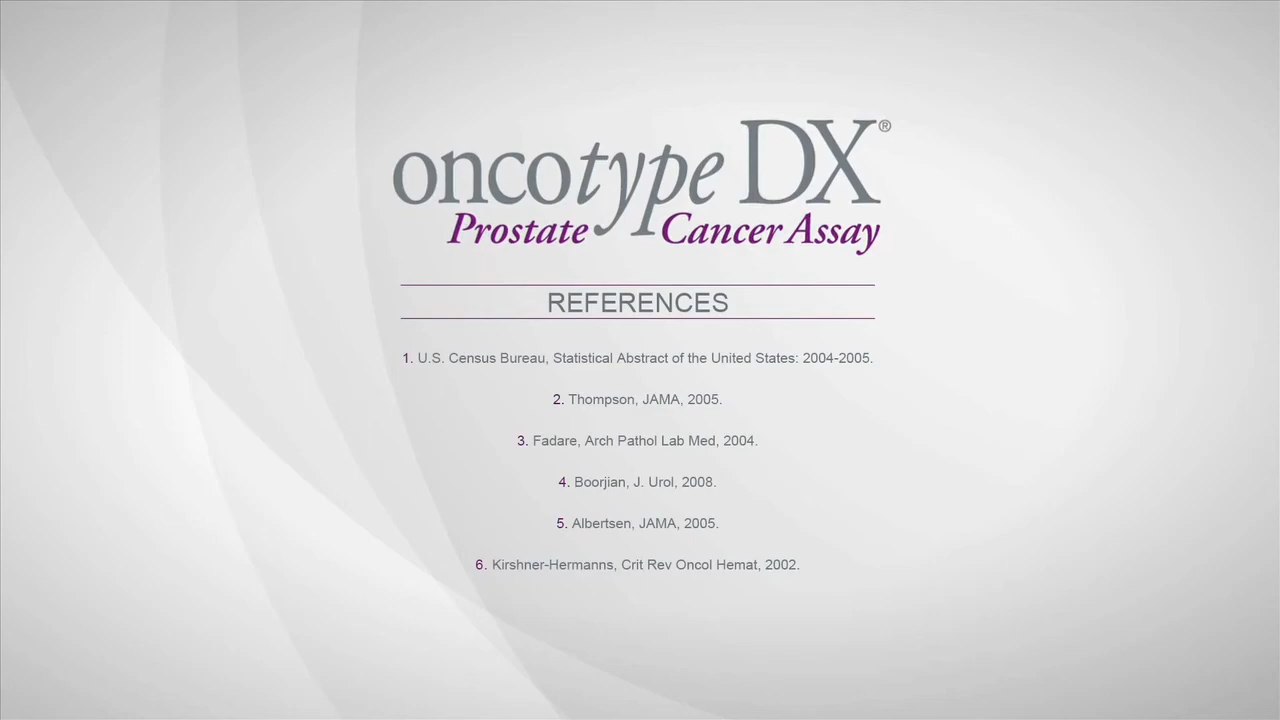 oncotype DX®
Prostate Cancer Assay
REFERENCES
1. U.S. Census Bureau, Statistical Abstract of the United States: 2004-2005.
2. Thompson, JAMA, 2005.
3. Fadare, Arch Pathol Lab Med, 2004.
4. Boorjian, J. Urol, 2008.
5. Albertsen, JAMA, 2005.
6. Kirshner-Hermanns, Crit Rev Oncol Hemat, 2002.